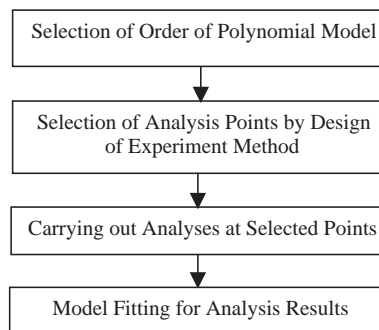 Selection of Order of Polynomial Model
Selection of Analysis Points by Design
of Experiment Method
Carrying out Analyses at Selected Points
Model Fitting for Analysis Results